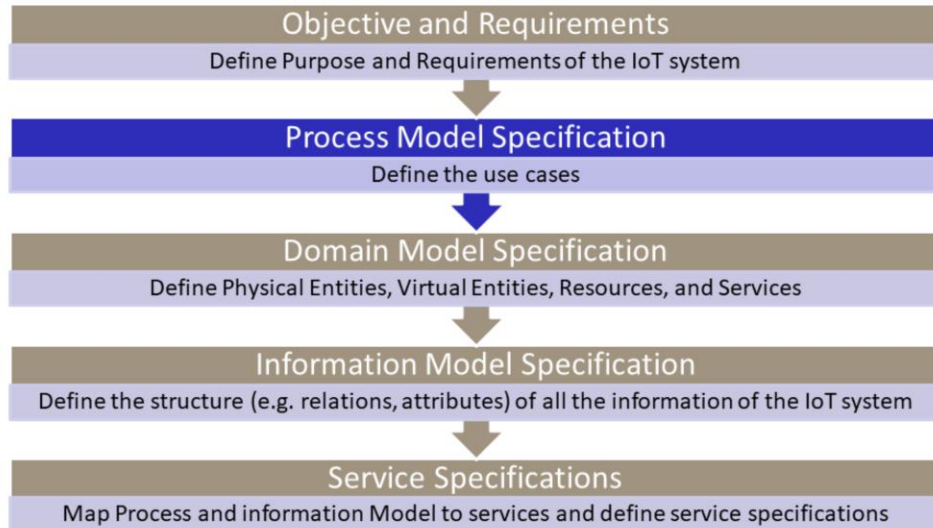 Objective and Requirements
Define Purpose and Requirements of the IoT system
Process Model Specification
Define the use cases
Domain Model Specification
Define Physical Entities, Virtual Entities, Resources, and Services
Information Model Specification
Define the structure (e.g. relations, attributes) of all the information of the IoT system
Service Specifications
Map Process and information Model to services and define service specifications